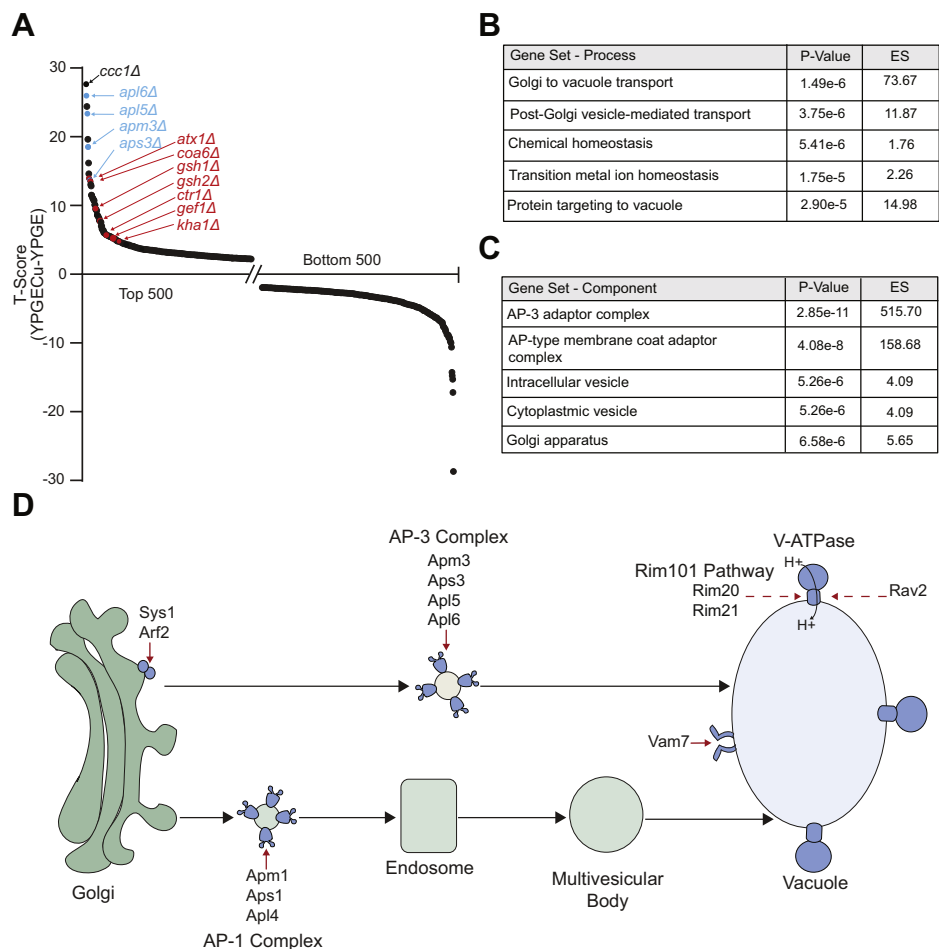 A
T-Score
(YPGECu-YPGE)
30
20
10
0
-10
-20
-30
ccc1Δ
apl6Δ
apl5Δ
apm3Δ
aps3Δ
atx1Δ
coa6Δ
gsh1Δ
gsh2Δ
ctr1Δ
gef1Δ
kha1Δ
Top 500
Bottom 500
B
Gene Set - Process P-Value ES
Golgi to vacuole transport 1.49e-6 73.67
Post-Golgi vesicle-mediated transport 3.75e-6 11.87
Chemical homeostasis 5.41e-6 1.76
Transition metal ion homeostasis 1.75e-5 2.26
Protein targeting to vacuole 2.90e-5 14.98
C
Gene Set - Component P-Value ES
AP-3 adaptor complex 2.85e-11 515.70
AP-type membrane coat adaptor
complex 4.08e-8 158.68
Intracellular vesicle 5.26e-6 4.09
Cytoplastmic vesicle 5.26e-6 4.09
Golgi apparatus 6.58e-6 5.65
D
Sys1
Arf2
Golgi
AP-3 Complex
Apm3
Aps3
Apl5
Apl6
Apm1
Aps1
Apl4
AP-1 Complex
Endosome
Multivesicular
Body
V-ATPase
H+
H+
Rim101 Pathway
Rim20
Rim21
Rav2
Vam7
Vacuole